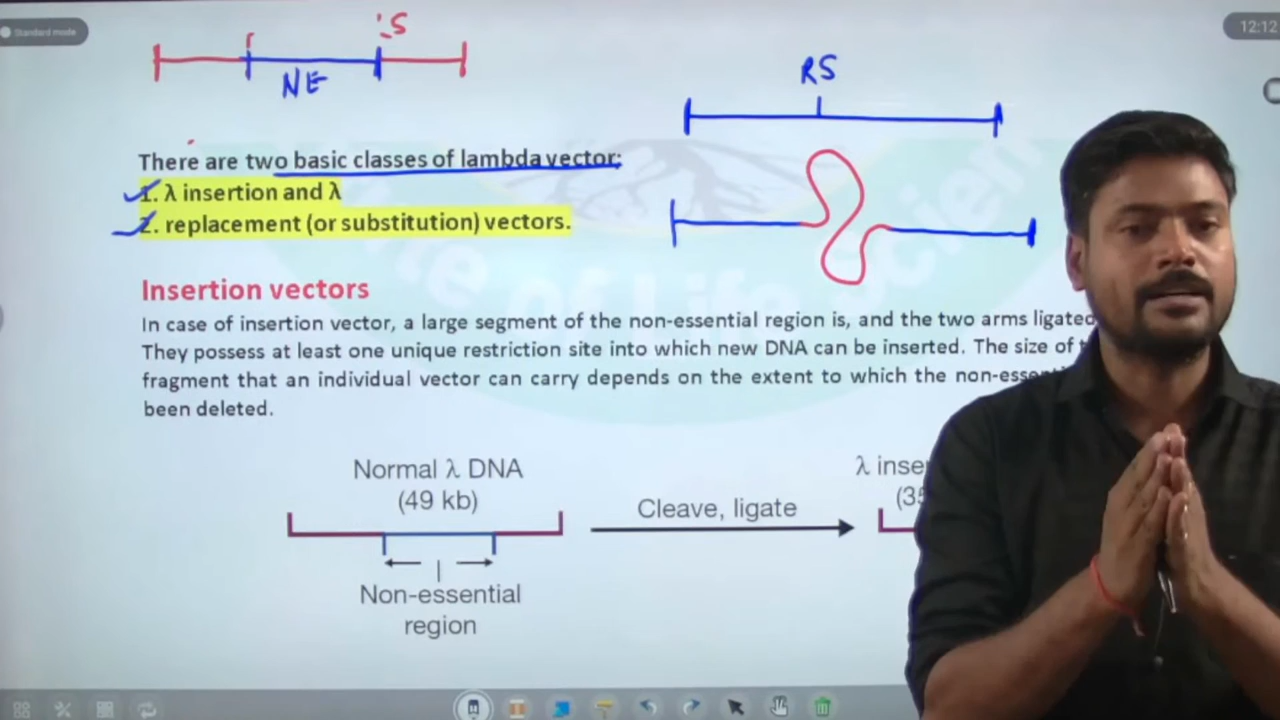 Standard mode
12:12
S
NE
RS
There are two basic classes of lambda vector:
1. λ insertion and λ
2. replacement (or substitution) vectors.
Insertion vectors
In case of insertion vector, a large segment of the non-essential region is, and the two arms ligated
They possess at least one unique restriction site into which new DNA can be inserted. The size of
fragment that an individual vector can carry depends on the extent to which the
been deleted.
Normal λ DNA
(49 kb)
Cleave, ligate
λ
Non-essential
region